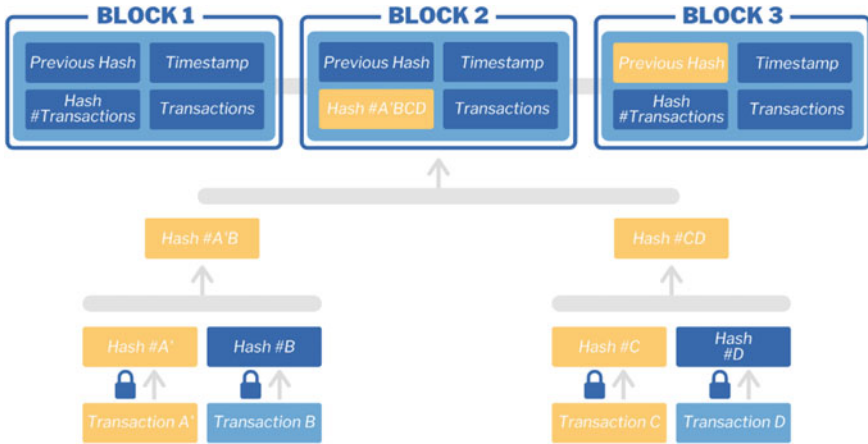 BLOCK 1
BLOCK 2
BLOCK 3
Previous Hash
Timestamp
Previous Hash
Timestamp
Previous Hash
Timestamp
Hash
#Transactions
Transactions
Hash #A'BCD
Transactions
Hash
#Transactions
Transactions
Hash #A'B
Hash #CD
Hash #A'
Hash #B
Hash #C
Hash
#D
Transaction A'
Transaction B
Transaction C
Transaction D